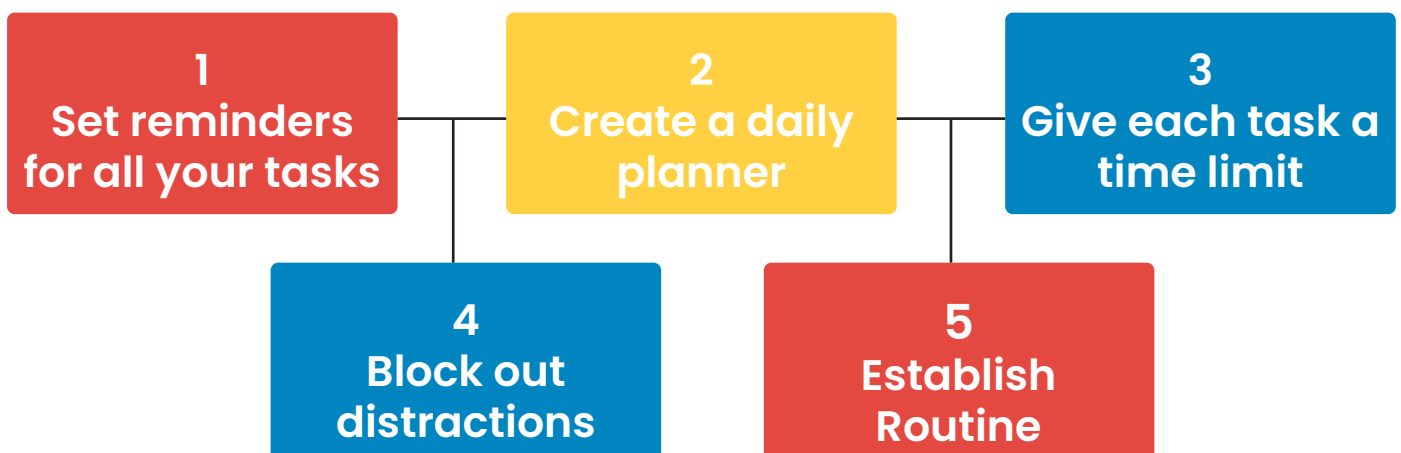 1
Set reminders
for all your tasks
2
Create a daily
planner
3
Give each task a
time limit
4
Block out
distractions
5
Establish
Routine